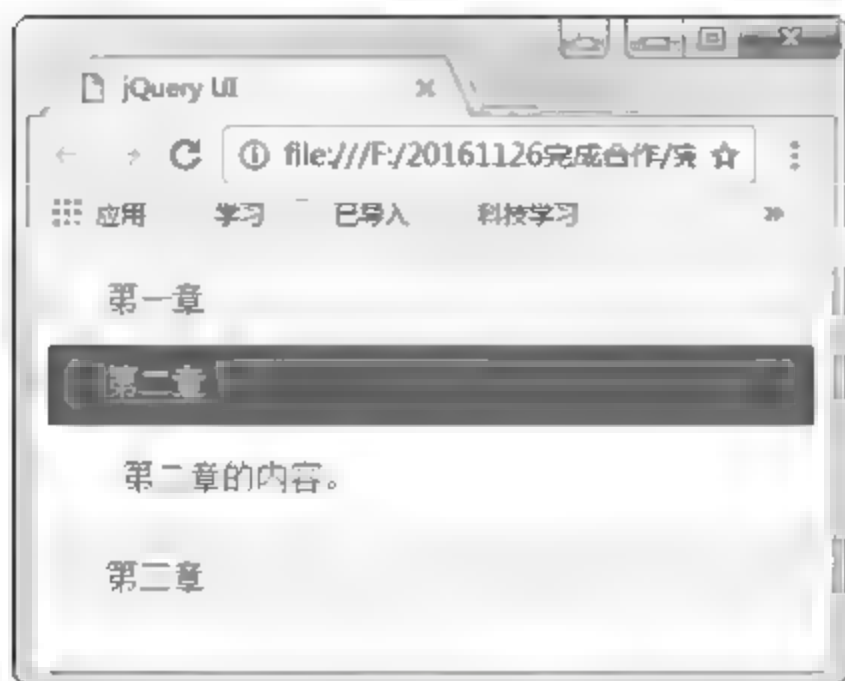 jQuery UI
file:///F:/20161126完成合作/完
应用 学习 已导入 科技学习
第一章
第二章
第二章的内容。
第三章